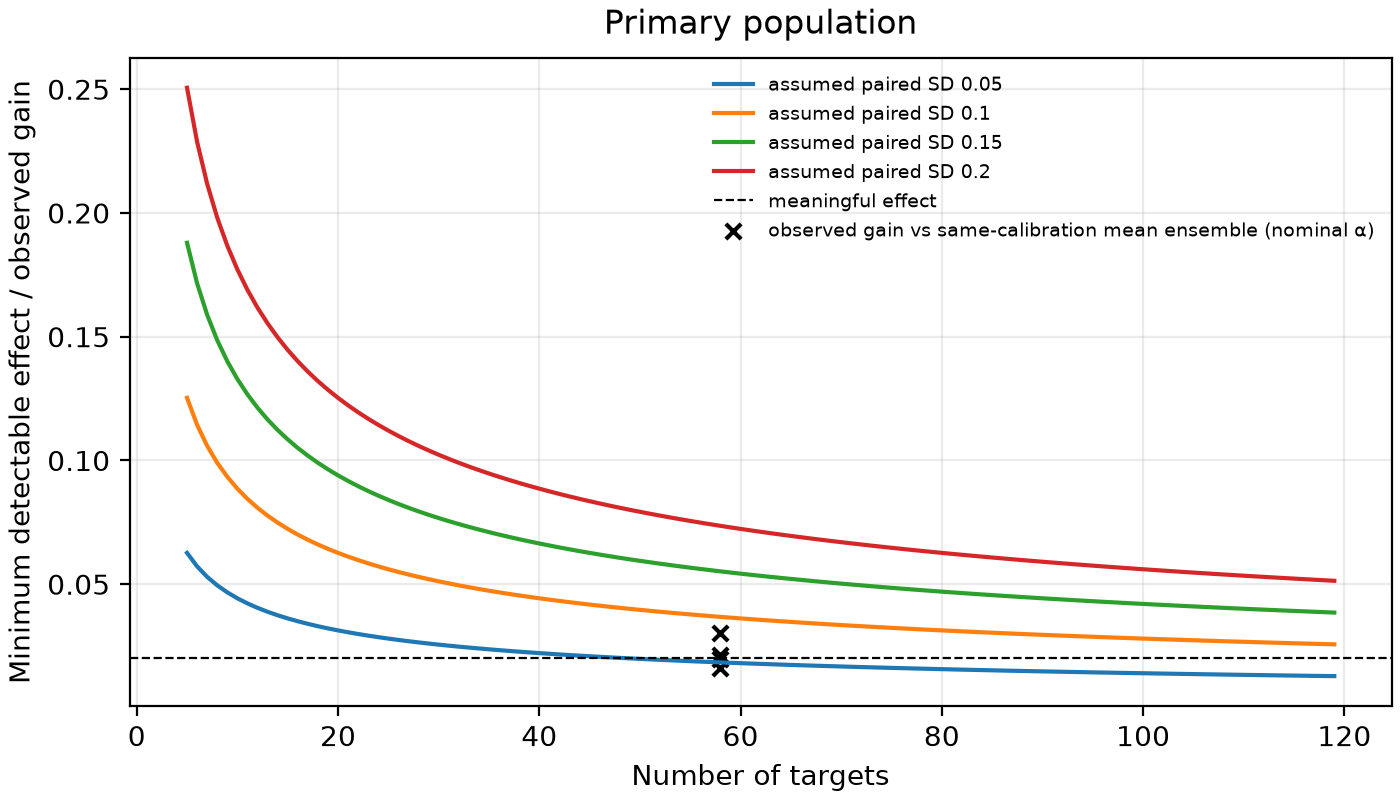 Primary population
Minimum detectable effect / observed gain
0.25
0.20
0.15
0.10
0.05
assumed paired SD 0.05
assumed paired SD 0.1
assumed paired SD 0.15
assumed paired SD 0.2
meaningful effect
observed gain vs same-calibration mean ensemble (nominal α)
0 20 40 60 80 100 120
Number of targets